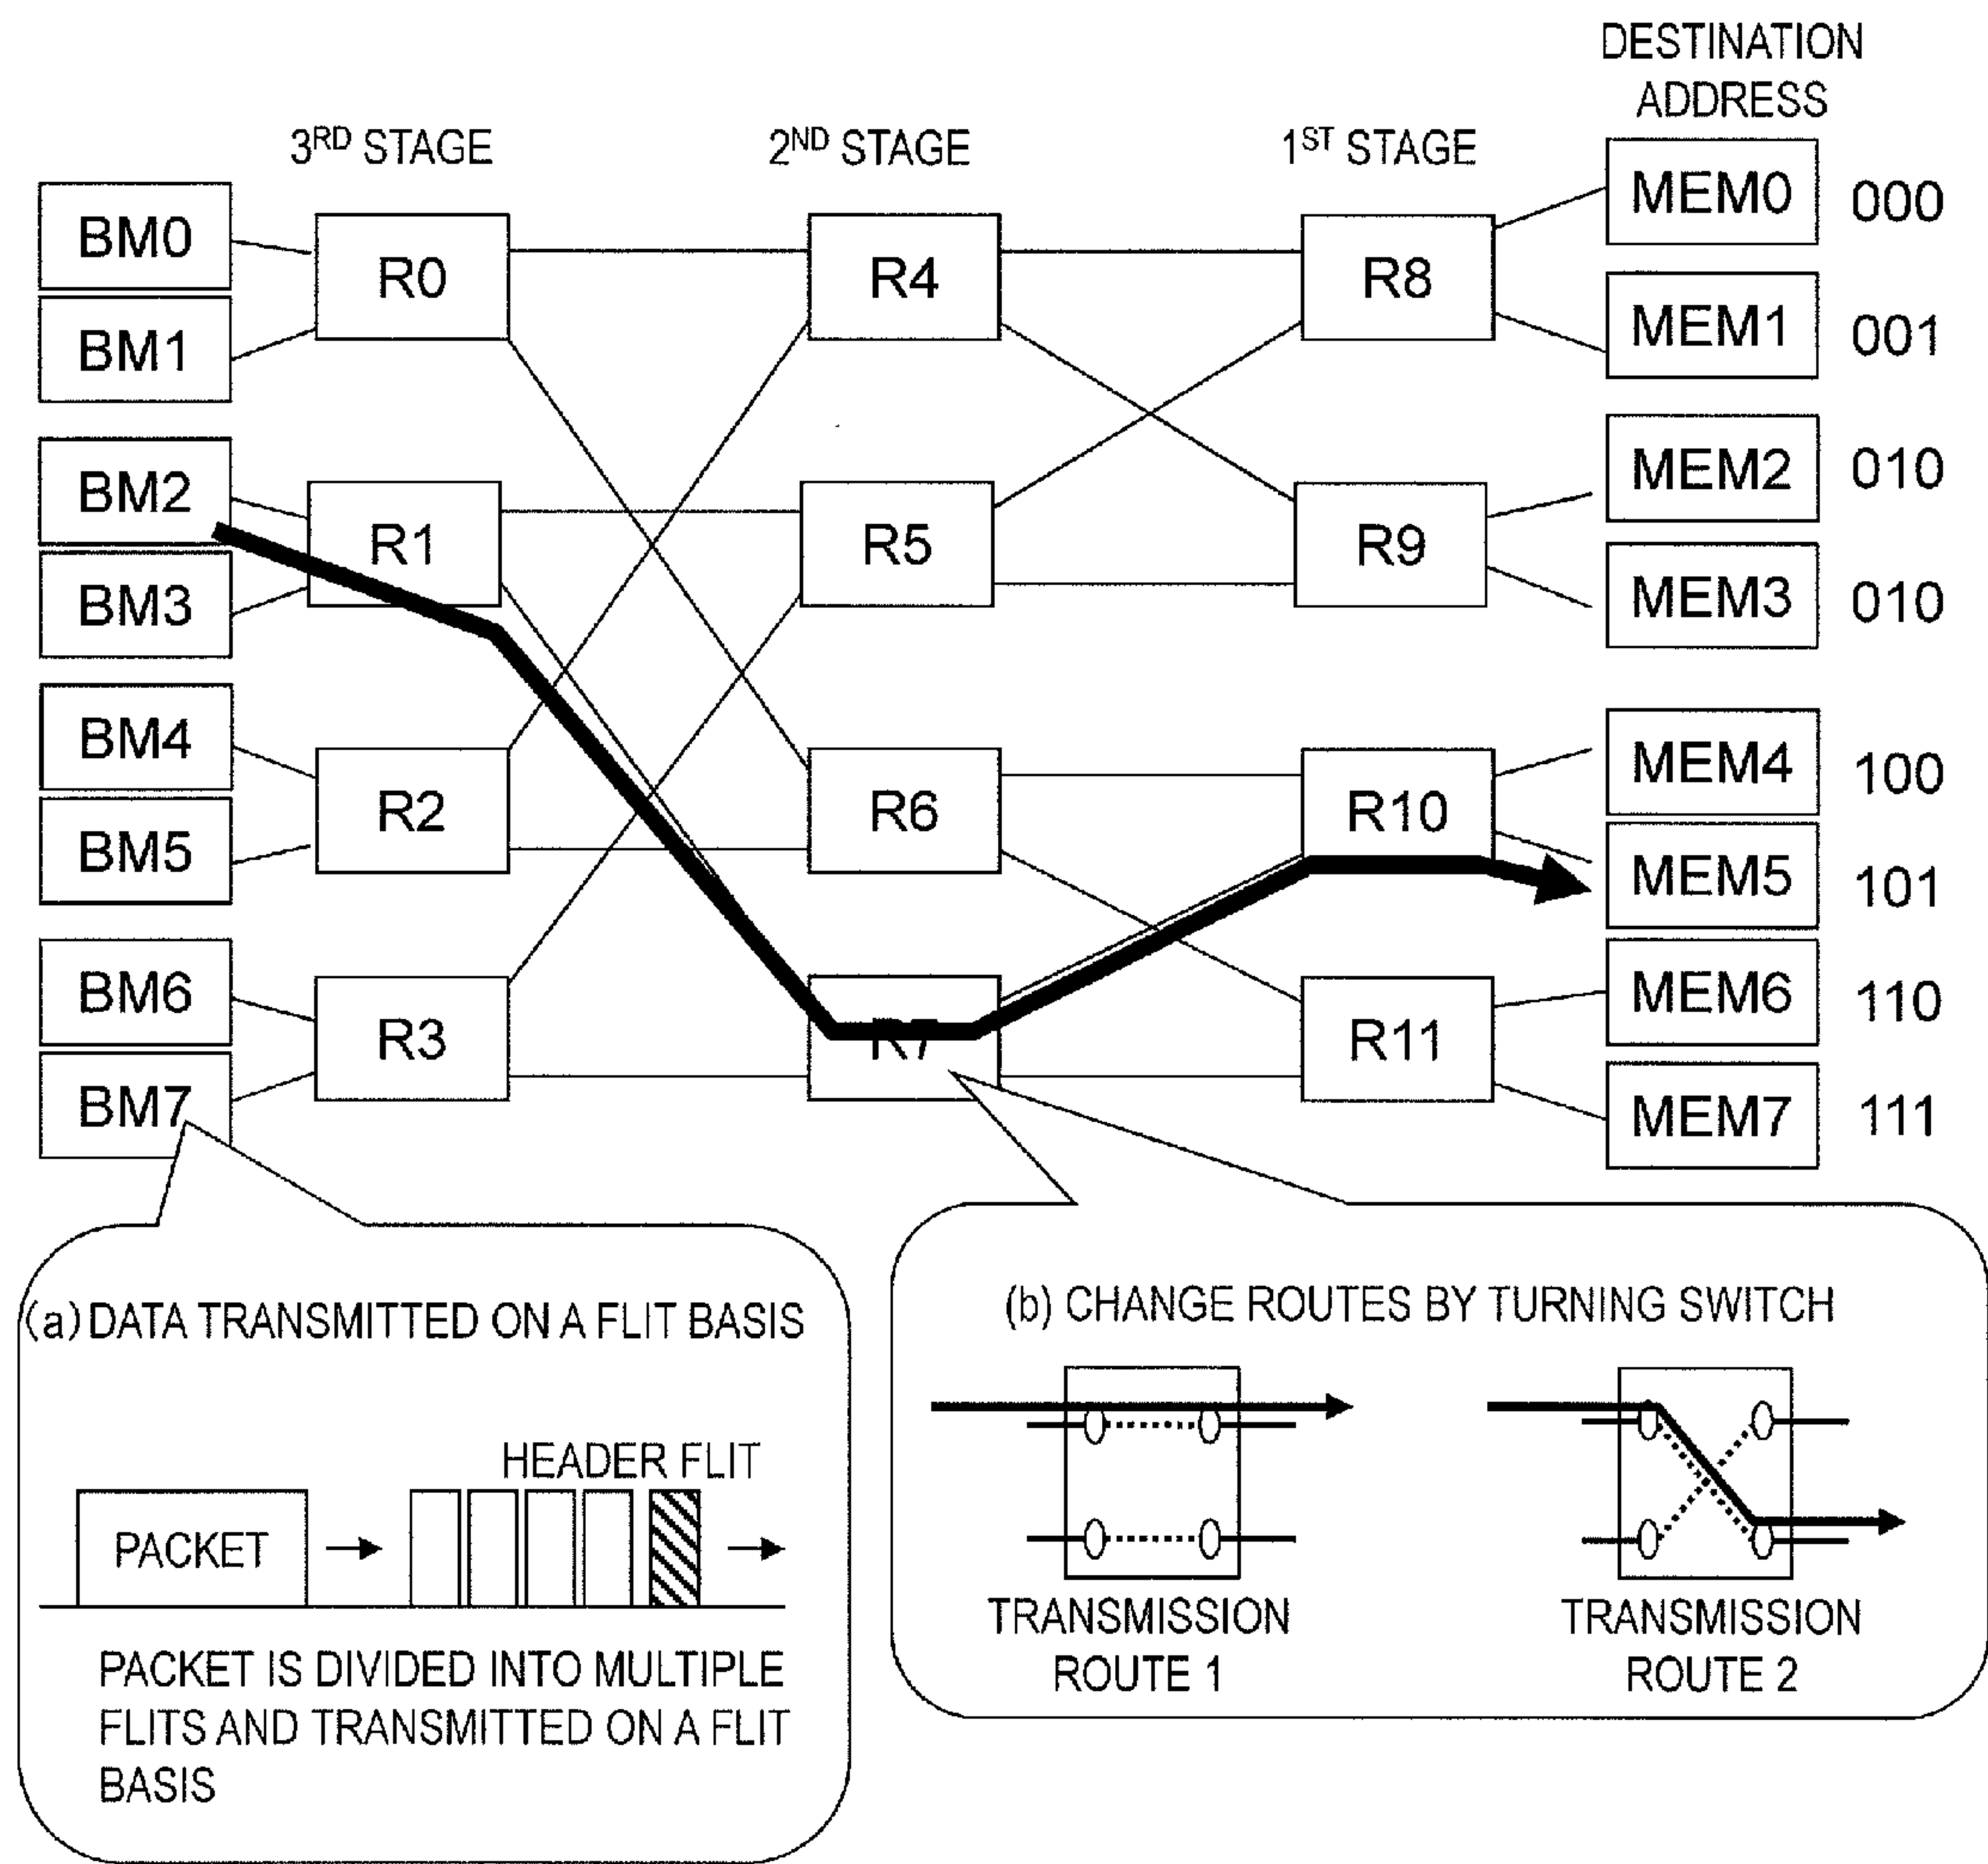 DESTINATION
ADDRESS
3RD STAGE
2ND STAGE
1ST STAGE
BM0
R0
R4
R8
MEM0
000
BM1
MEM1
001
BM2
R1
R5
R9
MEM2
010
BM3
MEM3
010
BM4
R2
R6
R10
MEM4
100
BM5
MEM5
101
BM6
R3
R7
R11
MEM6
110
BM7
MEM7
111
(a) DATA TRANSMITTED ON A FLIT BASIS
HEADER FLIT
PACKET
PACKET IS DIVIDED INTO MULTIPLE
FLITS AND TRANSMITTED ON A FLIT
BASIS
(b) CHANGE ROUTES BY TURNING SWITCH
TRANSMISSION
ROUTE 1
TRANSMISSION
ROUTE 2